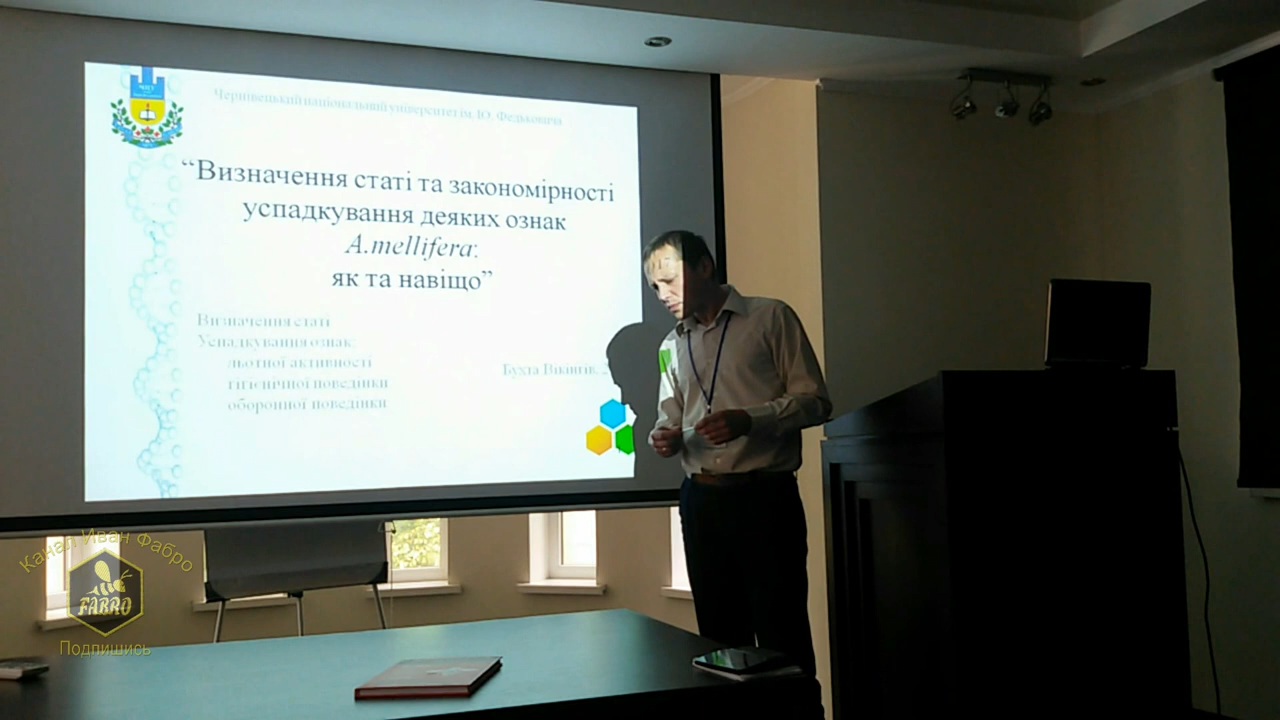 Чернівецький національний університет ім. Ю. Федьковича
“Визначення статі та закономірності
успадкування деяких ознак
A.mellifera:
як та навіщо”
Визначення статі
Успадкування ознак:
льотної активності
гігієнічної поведінки
оборонної поведінки
Бухта Вікінгів,
Канал Иван Фабро
FABRO
Подпишись